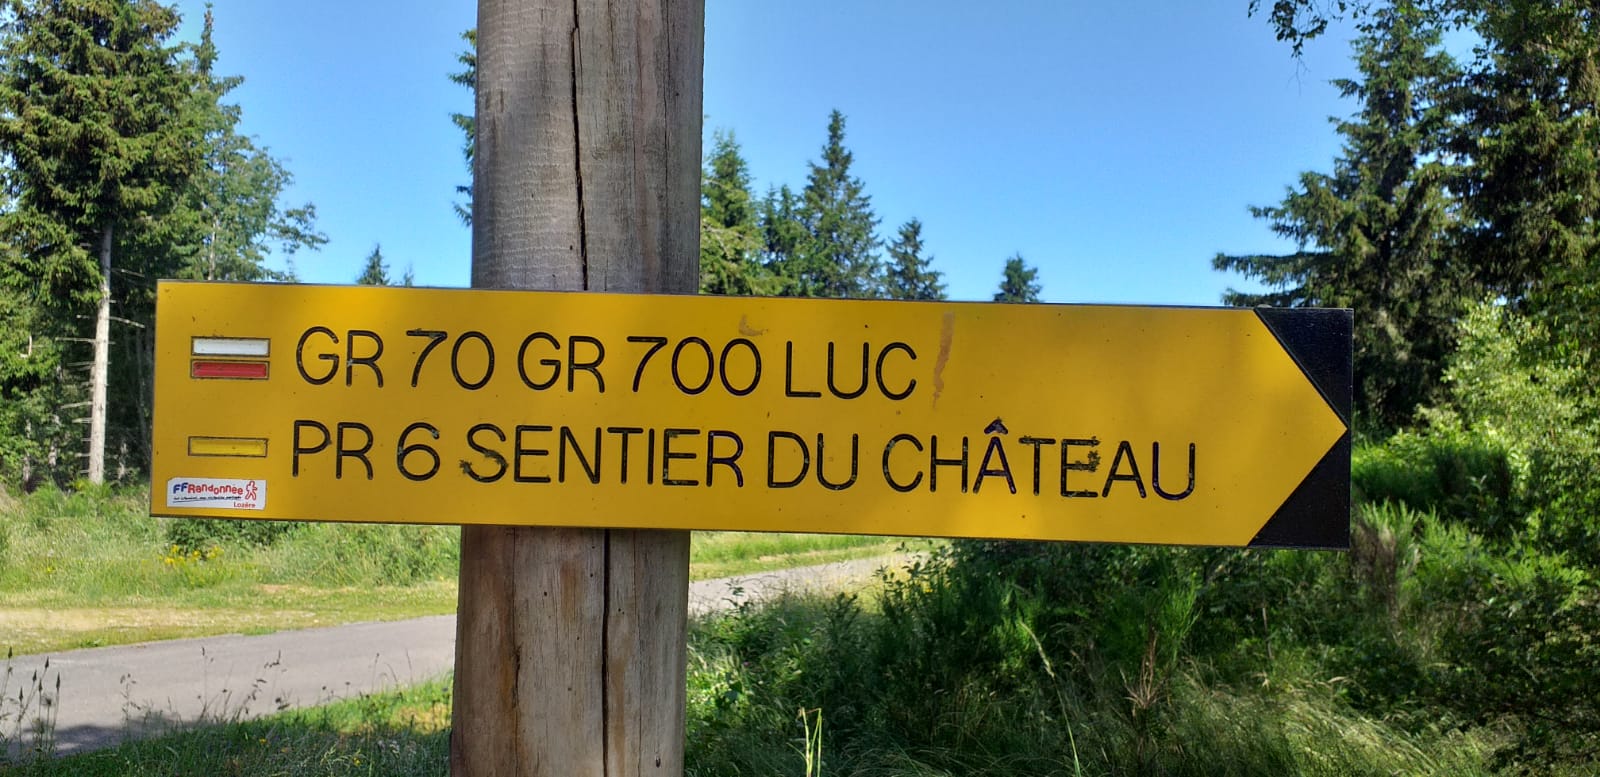 GR 70 GR 700 LUC
PR 6 SENTIER DU CHÂTEAU
FFRandonnée
Lozère